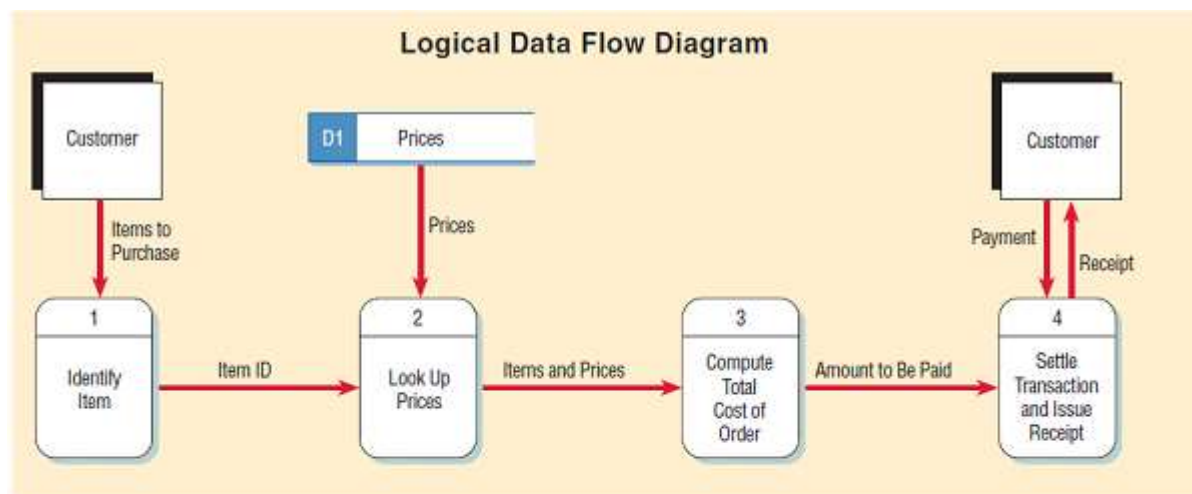 Logical Data Flow Diagram
Customer
D1 Prices
Customer
Items to
Purchase
Prices
Payment
Receipt
1
Identify
Item
Item ID
2
Look Up
Prices
Items and Prices
3
Compute
Total
Cost of
Order
Amount to Be Paid
4
Settle
Transaction
and Issue
Receipt